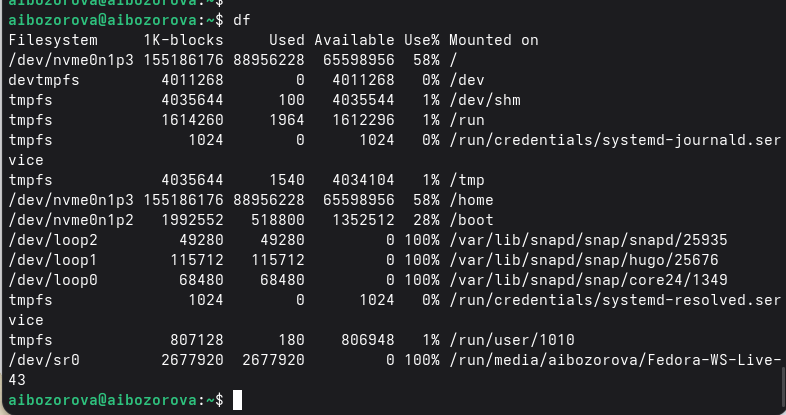 aibozorova@aibozorova:~$
aibozorova@aibozorova:~$ df
Filesystem     1K-blocks     Used Available Use% Mounted on
/dev/nvme0n1p3 155186176 88956228  65598956  58% /
devtmpfs         4011268        0   4011268   0% /dev
tmpfs            4035644      100   4035544   1% /dev/shm
tmpfs            1614260     1964   1612296   1% /run
tmpfs               1024        0      1024   0% /run/credentials/systemd-journald.ser
vice
tmpfs            4035644     1540   4034104   1% /tmp
/dev/nvme0n1p3 155186176 88956228  65598956  58% /home
/dev/nvme0n1p2   1992552   518800   1352512  28% /boot
/dev/loop2         49280    49280         0 100% /var/lib/snapd/snap/snapd/25935
/dev/loop1        115712   115712         0 100% /var/lib/snapd/snap/hugo/25676
/dev/loop0         68480    68480         0 100% /var/lib/snapd/snap/core24/1349
tmpfs               1024        0      1024   0% /run/credentials/systemd-resolved.ser
vice
tmpfs             807128      180    806948   1% /run/user/1010
/dev/sr0         2677920  2677920         0 100% /run/media/aibozorova/Fedora-WS-Live-
43
aibozorova@aibozorova:~$